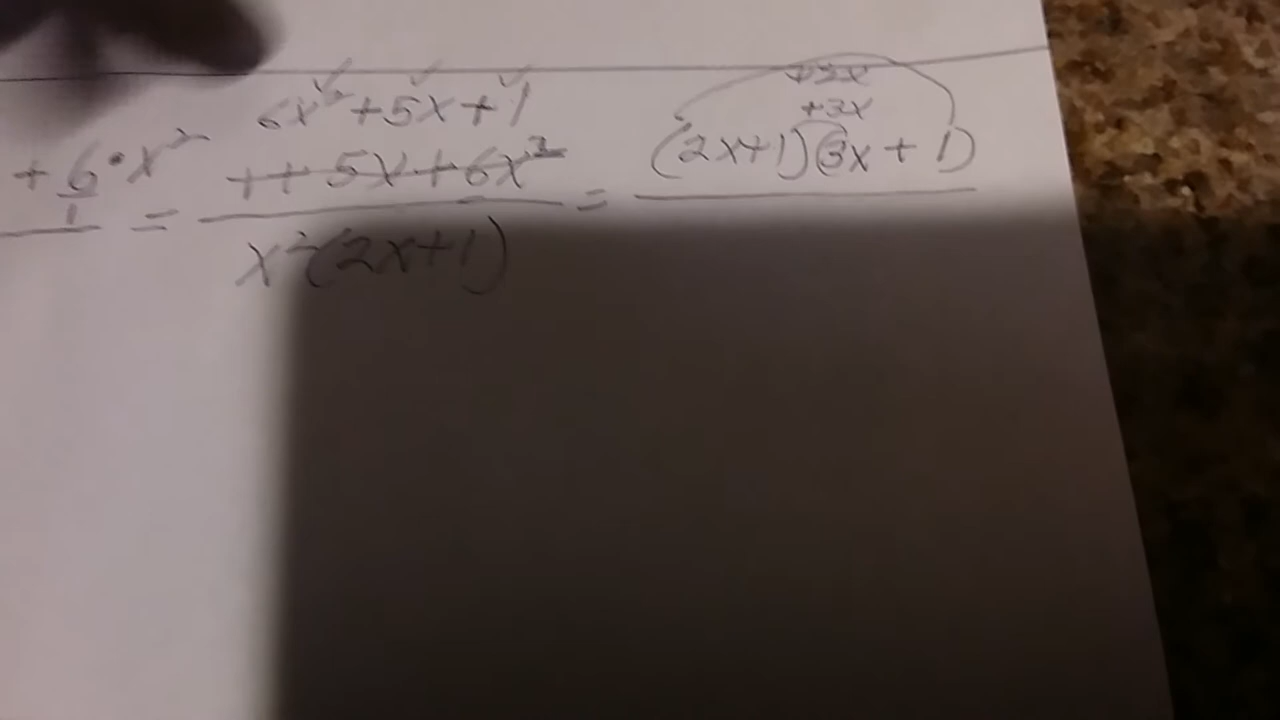 6x² + 5x + 1
+3x
+ 6/1 · x² = 1 + 5x + 6x² = (2x+1)(3x + 1)
x²(2x+1)